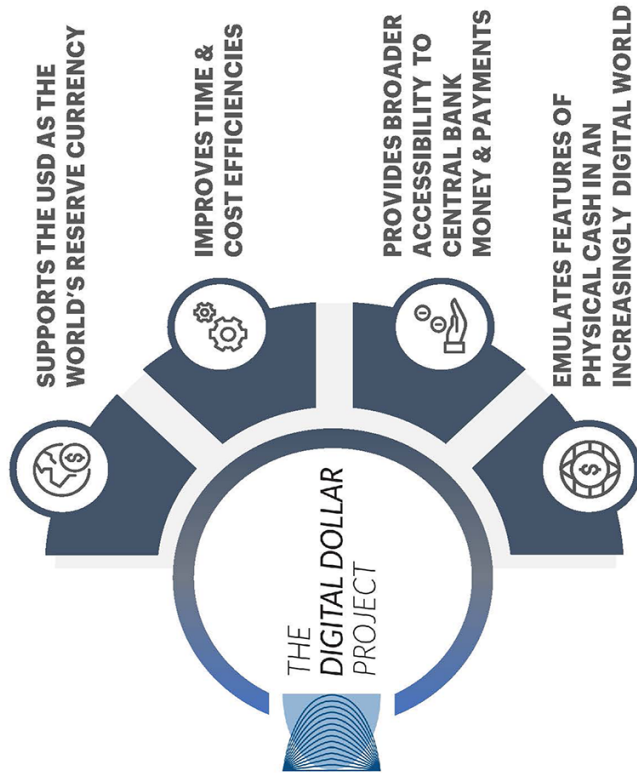 THE
DIGITAL DOLLAR
PROJECT
SUPPORTS THE USD AS THE
WORLD'S RESERVE CURRENCY
IMPROVES TIME &
COST EFFICIENCIES
PROVIDES BROADER
ACCESSIBILITY TO
CENTRAL BANK
MONEY & PAYMENTS
EMULATES FEATURES OF
PHYSICAL CASH IN AN
INCREASINGLY DIGITAL WORLD